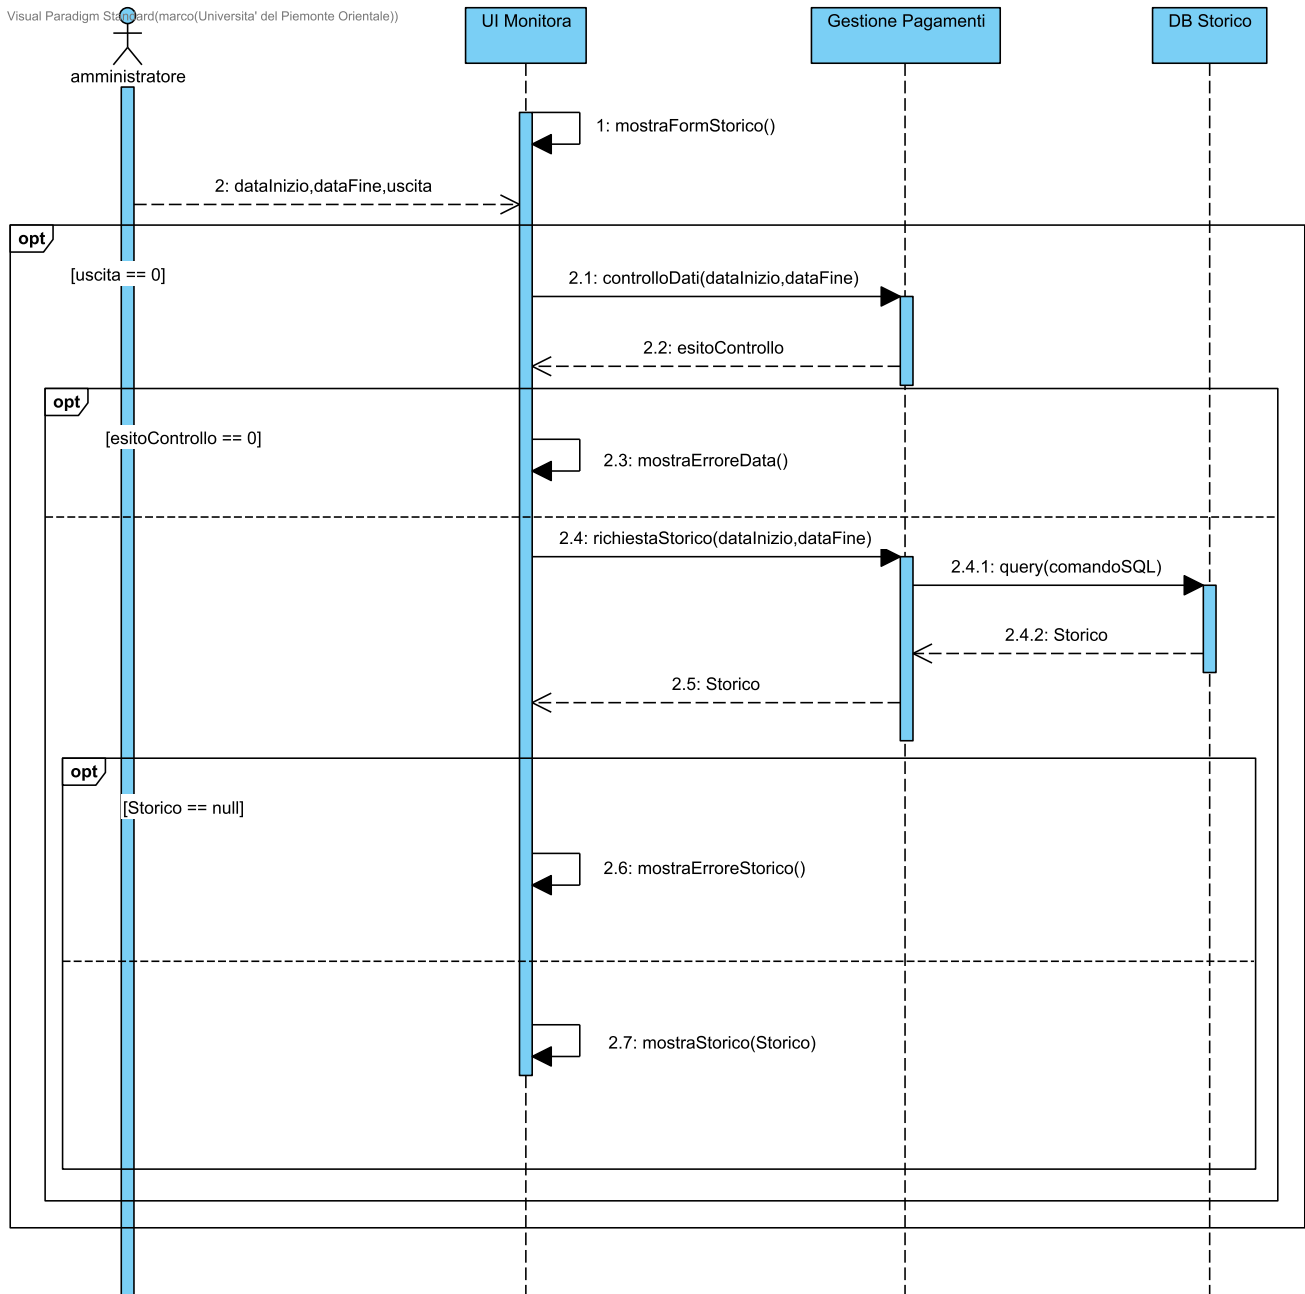 Visual Paradigm Standard(marco(Universita' del Piemonte Orientale))
amministratore
UI Monitora
Gestione Pagamenti
DB Storico
1: mostraFormStorico()
2: dataInizio,dataFine,uscita
opt
[uscita == 0]
2.1: controlloDati(dataInizio,dataFine)
2.2: esitoControllo
opt
[esitoControllo == 0]
2.3: mostraErroreData()
2.4: richiestaStorico(dataInizio,dataFine)
2.4.1: query(comandoSQL)
2.4.2: Storico
2.5: Storico
opt
[Storico == null]
2.6: mostraErroreStorico()
2.7: mostraStorico(Storico)